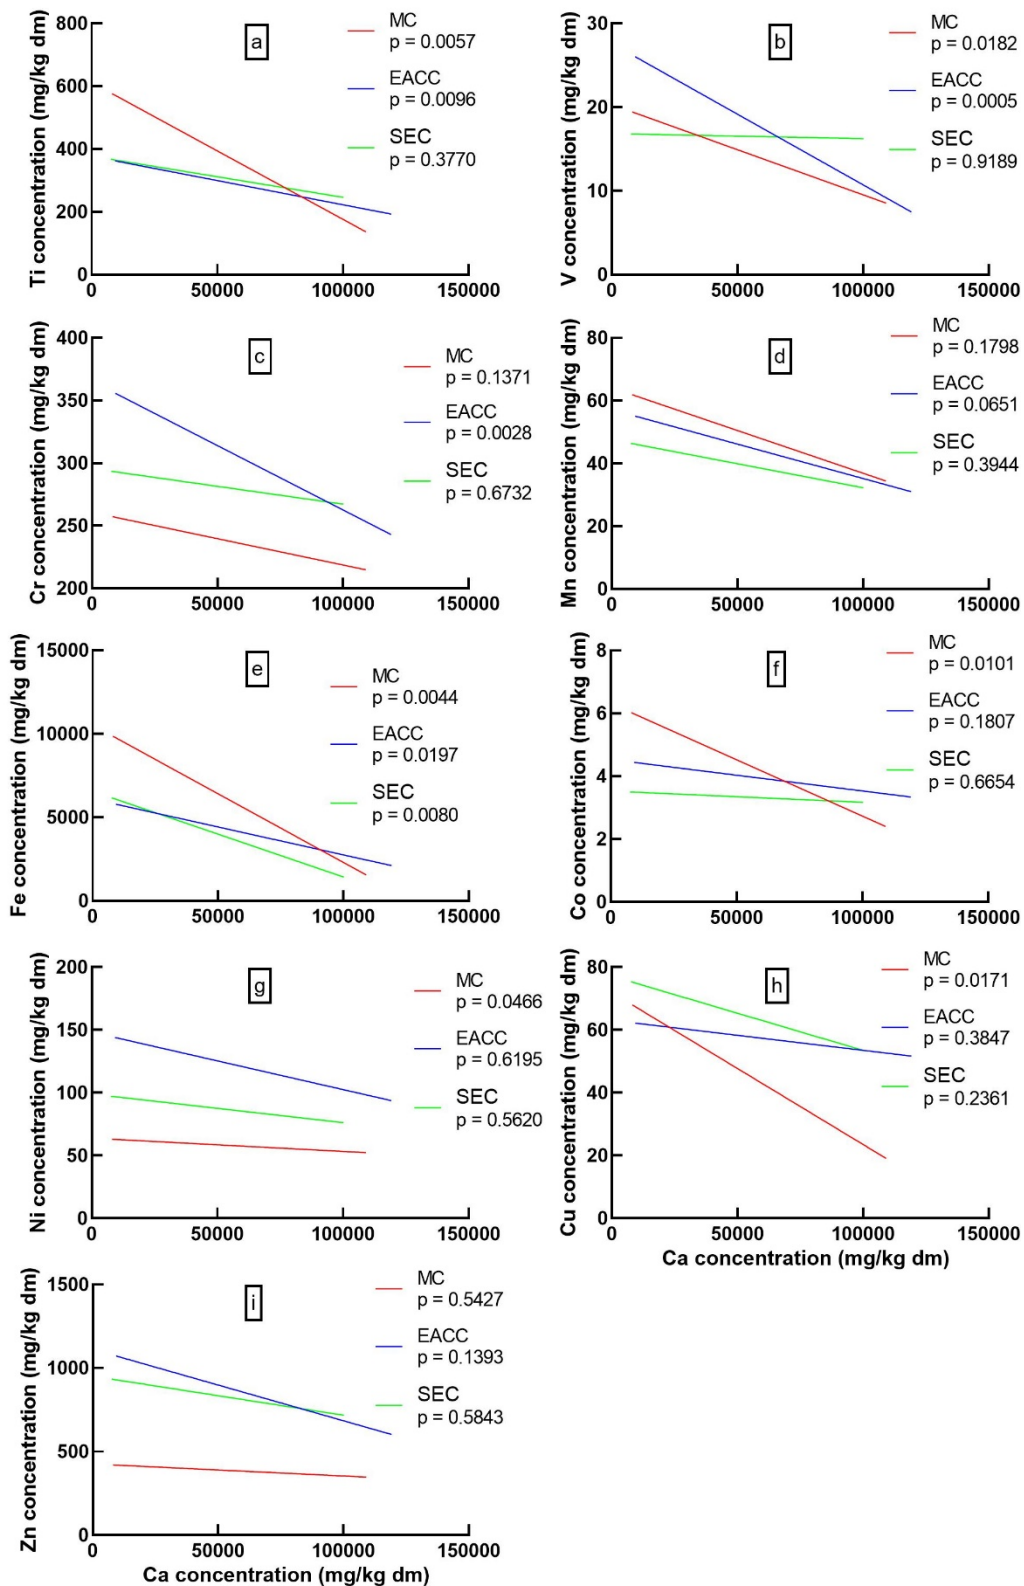 Ti concentration (mg/kg dm)
800
600
400
200
0
a
MC
p = 0.0057
EACC
p = 0.0096
SEC
p = 0.3770
0 50000 100000 150000
V concentration (mg/kg dm)
30
20
10
0
b
MC
p = 0.0182
EACC
p = 0.0005
SEC
p = 0.9189
0 50000 100000 150000
Cr concentration (mg/kg dm)
400
350
300
250
200
c
MC
p = 0.1371
EACC
p = 0.0028
SEC
p = 0.6732
0 50000 100000 150000
Mn concentration (mg/kg dm)
80
60
40
20
0
d
MC
p = 0.1798
EACC
p = 0.0651
SEC
p = 0.3944
0 50000 100000 150000
Fe concentration (mg/kg dm)
15000
10000
5000
0
e
MC
p = 0.0044
EACC
p = 0.0197
SEC
p = 0.0080
0 50000 100000 150000
Co concentration (mg/kg dm)
8
6
4
2
0
f
MC
p = 0.0101
EACC
p = 0.1807
SEC
p = 0.6654
0 50000 100000 150000
Ni concentration (mg/kg dm)
200
150
100
50
0
g
MC
p = 0.0466
EACC
p = 0.6195
SEC
p = 0.5620
0 50000 100000 150000
Cu concentration (mg/kg dm)
80
60
40
20
0
h
MC
p = 0.0171
EACC
p = 0.3847
SEC
p = 0.2361
0 50000 100000 150000
Ca concentration (mg/kg dm)
Zn concentration (mg/kg dm)
1500
1000
500
0
i
MC
p = 0.5427
EACC
p = 0.1393
SEC
p = 0.5843
0 50000 100000 150000
Ca concentration (mg/kg dm)